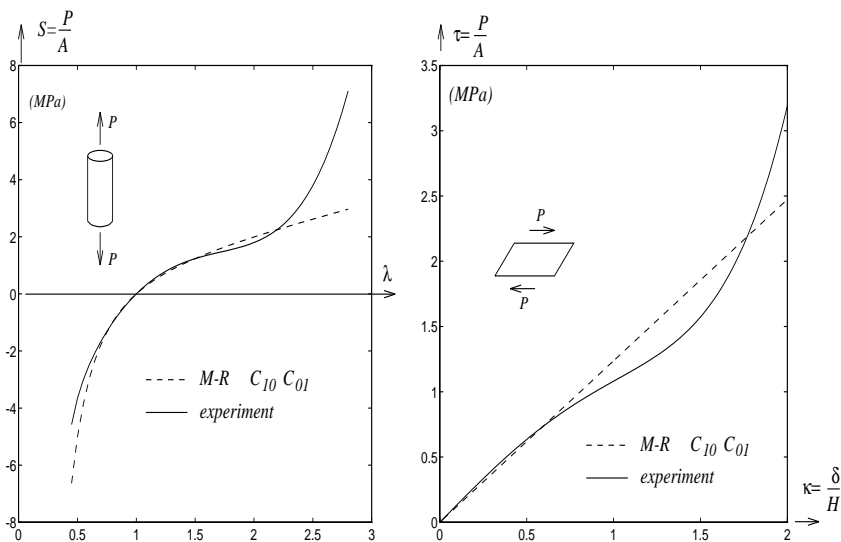 S=P/A
(MPa)
P
P
λ
M-R C10 C01
experiment
8
6
4
2
0
-2
-4
-6
-8
0
0.5
1
1.5
2
2.5
3
τ=P/A
(MPa)
P
P
M-R C10 C01
experiment
κ=δ/H
3.5
3
2.5
2
1.5
1
0.5
0
0
0.5
1
1.5
2